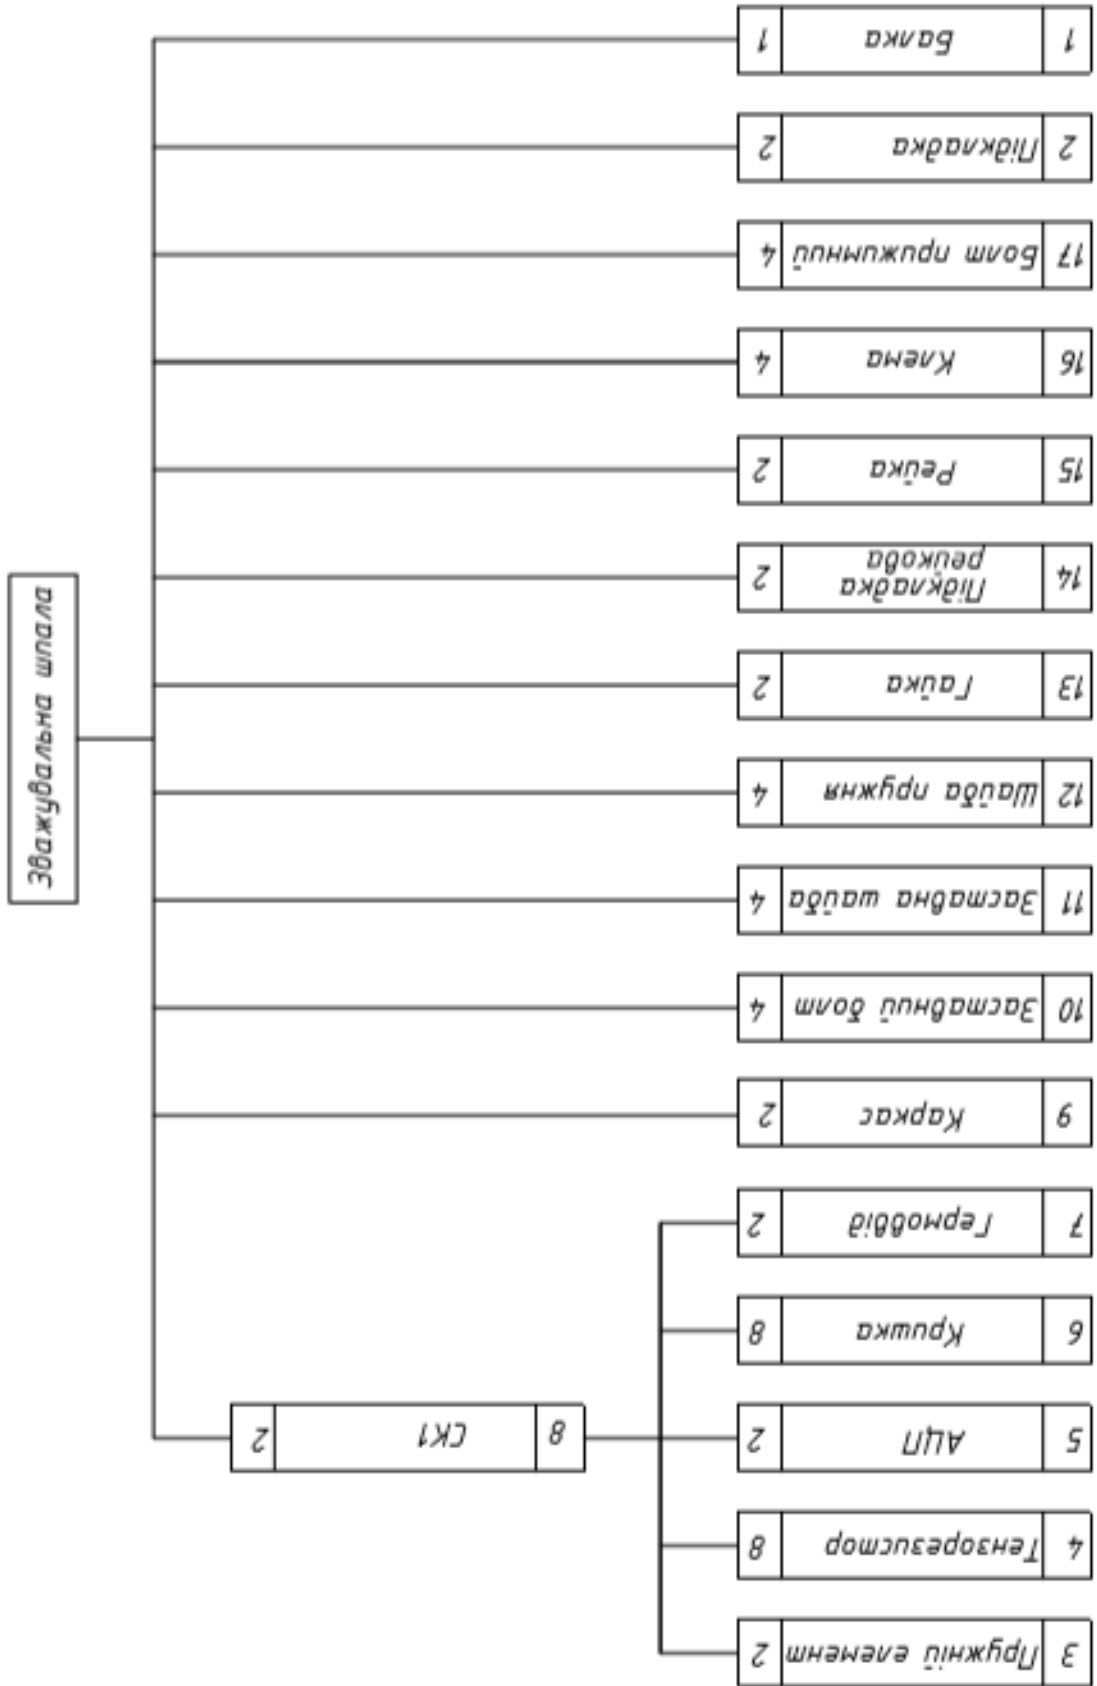 3 Пружній елемент 2
4 Тензорезистор 8
5 АЦП 2
8 СК1 2
6 Кришка 8
7 Гермоввід 2
9 Каркас 2
10 Заставний болт 4
11 Заставна шайба 4
12 Шайба пружня 4
13 Гайка 2
14 Підкладка
рейкова 2
15 Рейка 2
16 Клема 4
17 Болт прижимний 4
2 Підкладка 2
1 Балка 1
Зважувальна шпала